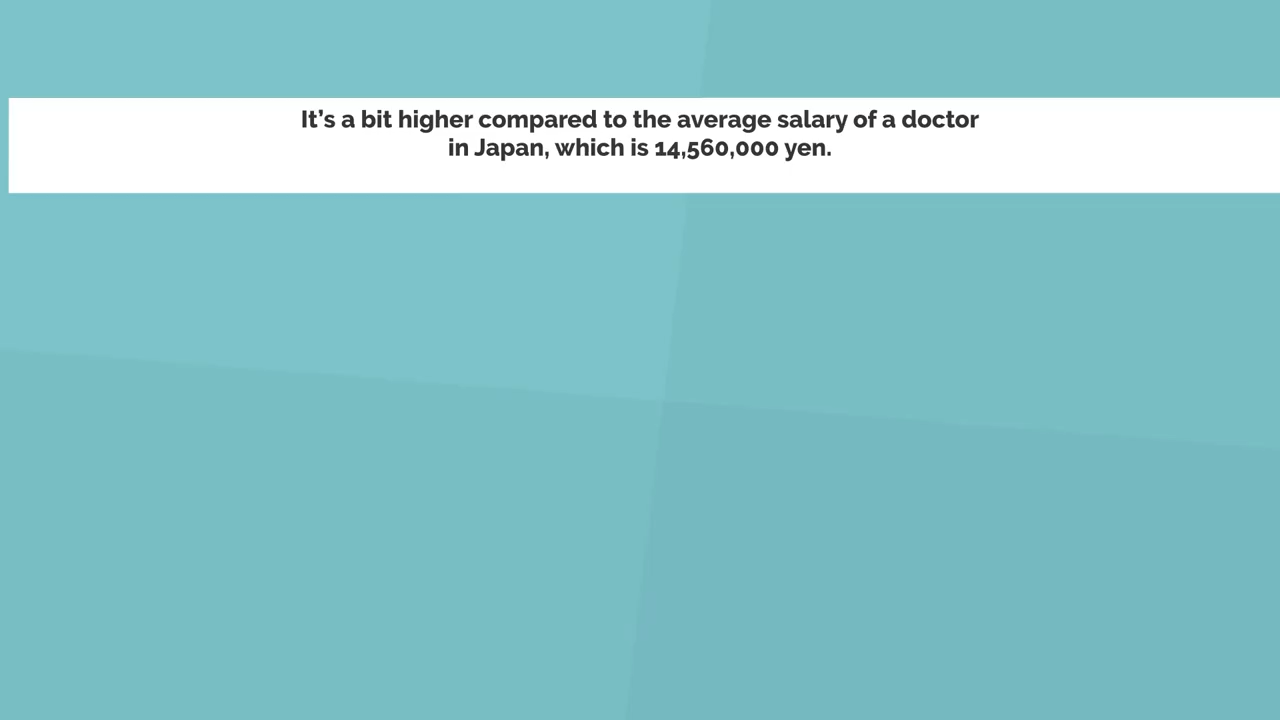 It’s a bit higher compared to the average salary of a doctor
in Japan, which is 14,560,000 yen.